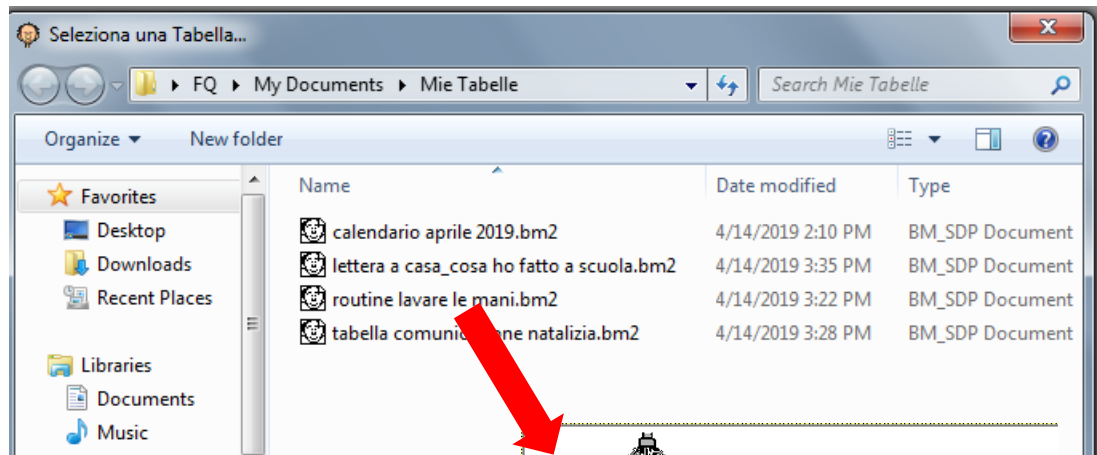 Seleziona una Tabella...
FQ My Documents Mie Tabelle Search Mie Tabelle
Organize New folder
Favorites
Desktop
Downloads
Recent Places
Libraries
Documents
Music
Name Date modified Type
calendario aprile 2019.bm2 4/14/2019 2:10 PM BM_SDP Document
lettera a casa_cosa ho fatto a scuola.bm2 4/14/2019 3:35 PM BM_SDP Document
routine lavare le mani.bm2 4/14/2019 3:22 PM BM_SDP Document
tabella natalizia.bm2 4/14/2019 3:28 PM BM_SDP Document